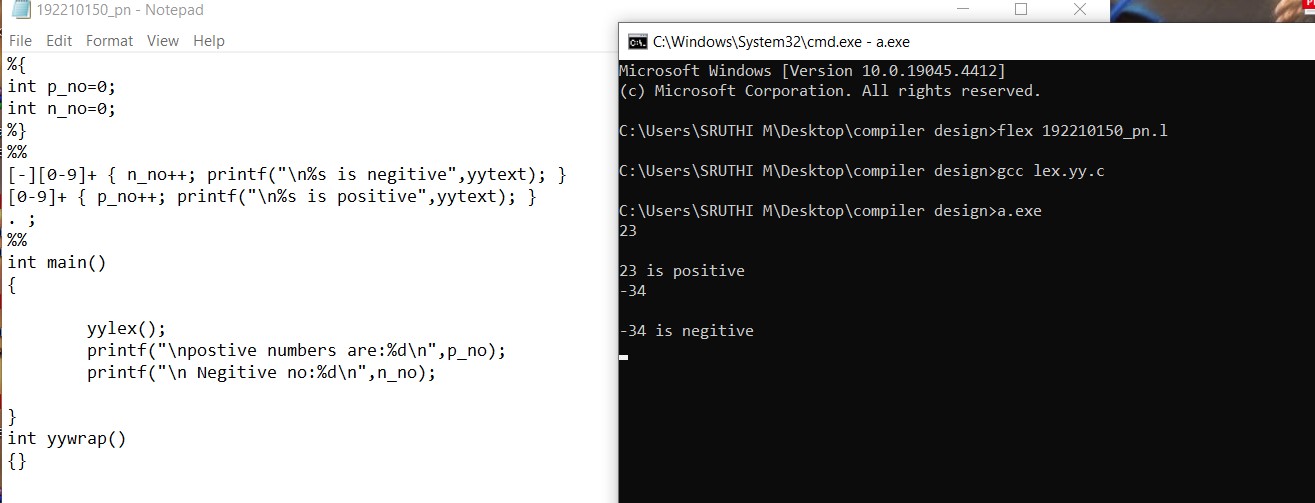 192210150_pn - Notepad
File Edit Format View Help
%{
int p_no=0;
int n_no=0;
%}
%%
[-][0-9]+ { n_no++; printf("\n%s is negitive",yytext); }
[0-9]+ { p_no++; printf("\n%s is positive",yytext); }
. ;
%%
int main()
{
yylex();
printf("\npostive numbers are:%d\n",p_no);
printf("\n Negitive no:%d\n",n_no);
}
int yywrap()
{}
C:\Windows\System32\cmd.exe - a.exe
Microsoft Windows [Version 10.0.19045.4412]
(c) Microsoft Corporation. All rights reserved.
C:\Users\SRUTHI M\Desktop\compiler design>flex 192210150_pn.l
C:\Users\SRUTHI M\Desktop\compiler design>gcc lex.yy.c
C:\Users\SRUTHI M\Desktop\compiler design>a.exe
23
23 is positive
-34
-34 is negitive